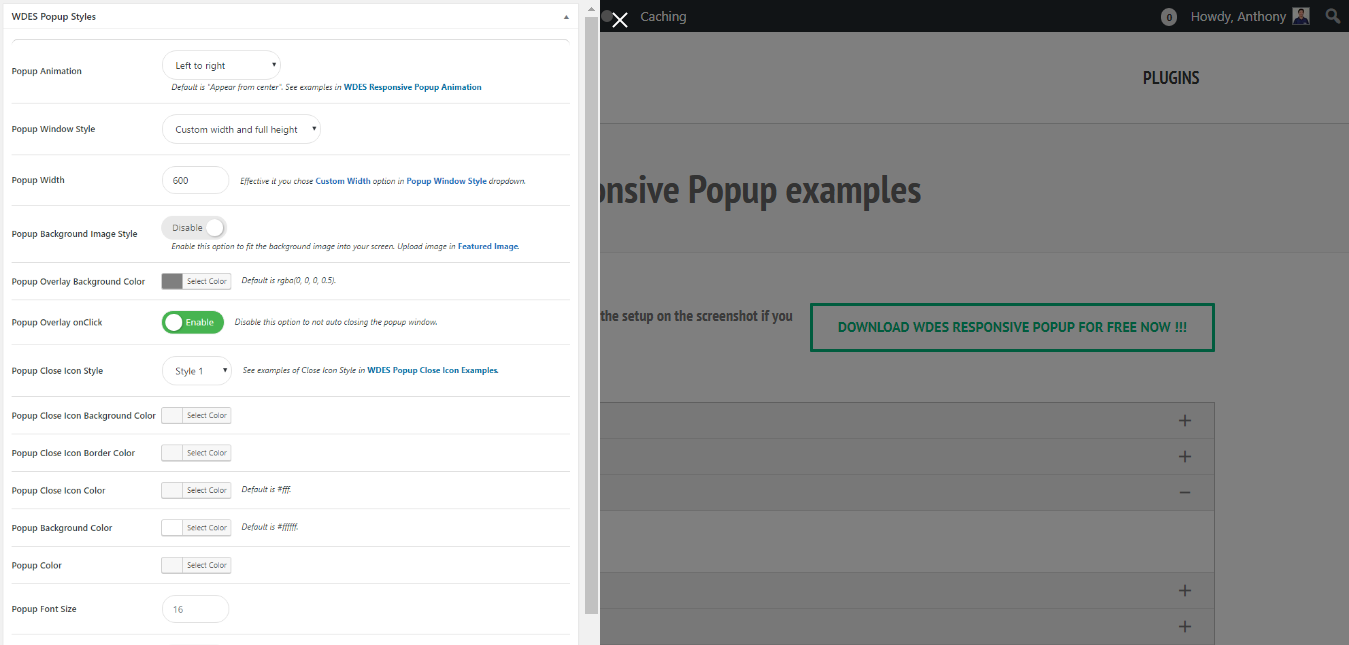 WDES Popup Styles
Caching
0
Howdy, Anthony
PLUGINS
Popup Animation
Left to right
Default is "Appear from center". See examples in WDES Responsive Popup Animation
Popup Window Style
Custom width and full height
Popup Width
600
Effective it you chose Custom Width option in Popup Window Style dropdown.
onsive Popup examples
Popup Background Image Style
Disable
Enable this option to fit the background image into your screen. Upload image in Featured Image.
Popup Overlay Background Color
Select Color
Default is rgba(0, 0, 0, 0.5).
Popup Overlay onClick
Enable
Disable this option to not auto closing the popup window.
the setup on the screenshot if you
DOWNLOAD WDES RESPONSIVE POPUP FOR FREE NOW !!!
Popup Close Icon Style
Style 1
See examples of Close Icon Style in WDES Popup Close Icon Examples.
Popup Close Icon Background Color
Select Color
Popup Close Icon Border Color
Select Color
Popup Close Icon Color
Select Color
Default is #fff.
Popup Background Color
Select Color
Default is #ffffff.
Popup Color
Select Color
Popup Font Size
16